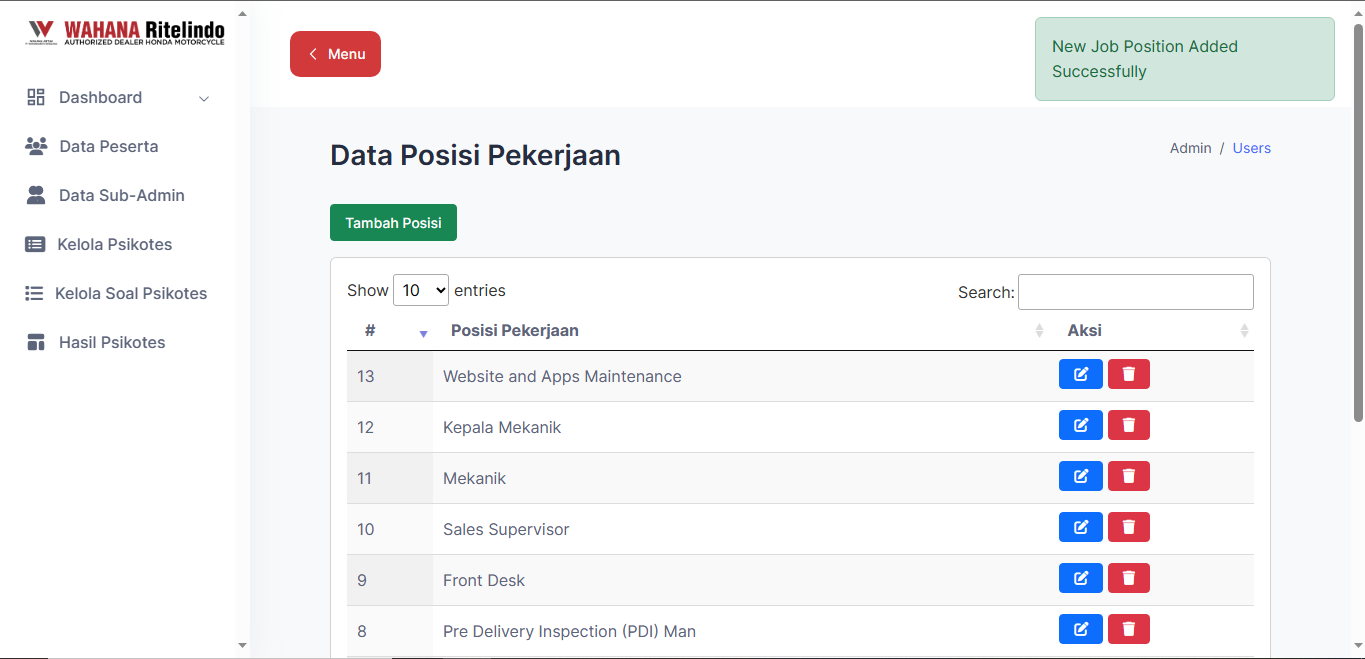 WAHANA Ritelindo
AUTHORIZED DEALER HONDA MOTORCYCLE
Menu
New Job Position Added
Successfully
Dashboard
Data Peserta
Data Sub-Admin
Kelola Psikotes
Kelola Soal Psikotes
Hasil Psikotes
Data Posisi Pekerjaan
Admin / Users
Tambah Posisi
Show 10 entries
Search:
# Posisi Pekerjaan Aksi
13 Website and Apps Maintenance
12 Kepala Mekanik
11 Mekanik
10 Sales Supervisor
9 Front Desk
8 Pre Delivery Inspection (PDI) Man